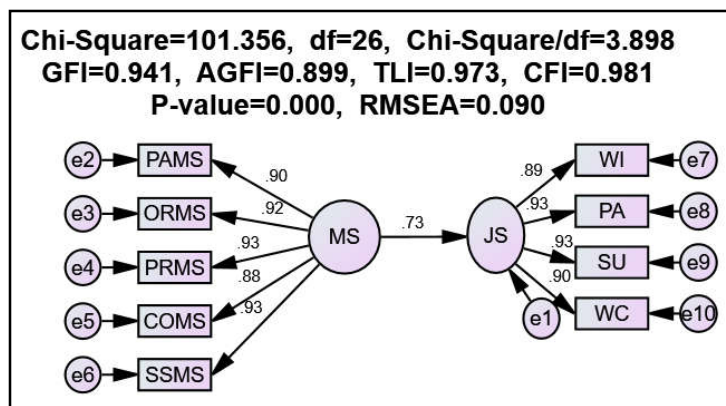 Chi-Square=101.356, df=26, Chi-Square/df=3.898
GFI=0.941, AGFI=0.899, TLI=0.973, CFI=0.981
P-value=0.000, RMSEA=0.090
e2 PAMS .90 MS .73 JS .89 WI e7
e3 ORMS .92 .93 PA e8
e4 PRMS .93 .93 SU e9
e5 COMS .88 .90 WC e10
e6 SSMS .93 e1